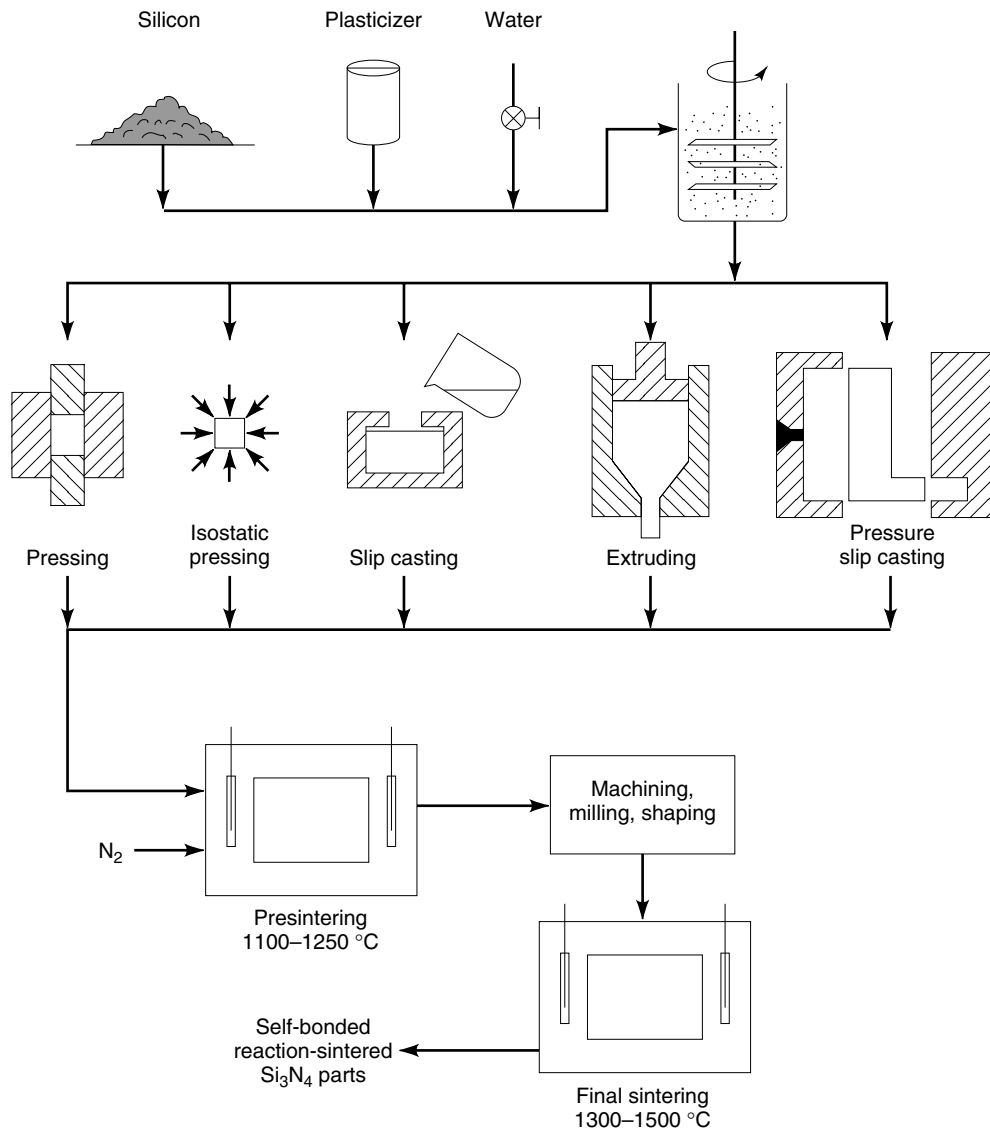 Silicon
Plasticizer
Water
Pressing
Isostatic
pressing
Slip casting
Extruding
Pressure
slip casting
N₂
Presintering
1100–1250 °C
Machining,
milling, shaping
Final sintering
1300–1500 °C
Self-bonded
reaction-sintered
Si₃N₄ parts